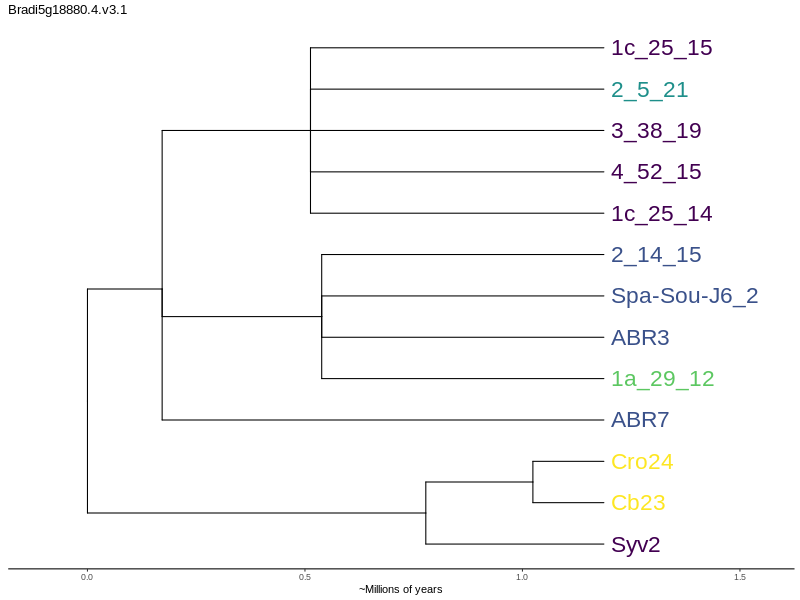 Bradi5g18880.4.v3.1
1c_25_15
2_5_21
3_38_19
4_52_15
1c_25_14
2_14_15
Spa-Sou-J6_2
ABR3
1a_29_12
ABR7
Cro24
Cb23
Syv2
0.0 0.5 1.0 1.5
~Millions of years